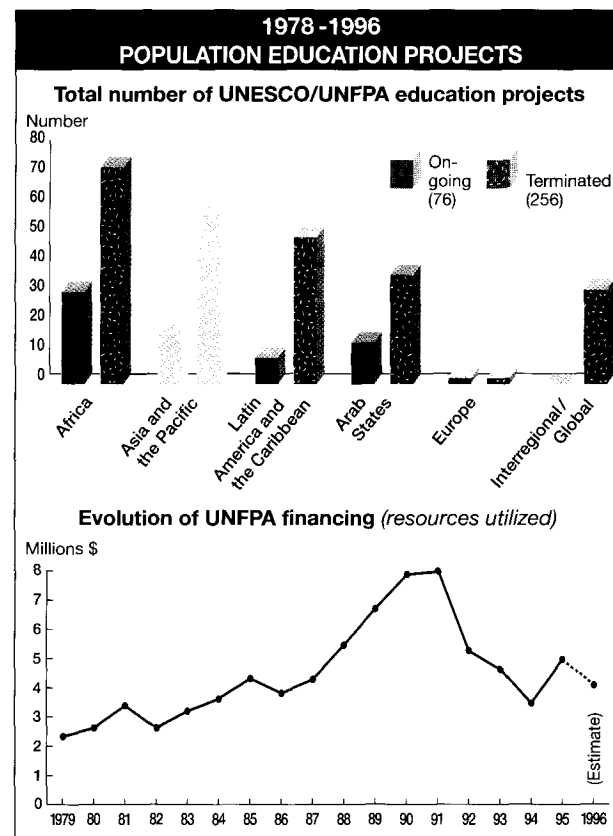 1978-1996
POPULATION EDUCATION PROJECTS
Total number of UNESCO/UNFPA education projects
Number
80
70
60
50
40
30
20
10
0
On-
going
(76)
Terminated
(256)
Africa
Asia and
the Pacific
Latin
America and
the Caribbean
Arab
States
Europe
Interregional/
Global
Evolution of UNFPA financing (resources utilized)
Millions $
8
7
6
5
4
3
2
1
0
(Estimate)
1979 80 81 82 83 84 85 86 87 88 89 90 91 92 93 94 95 1996